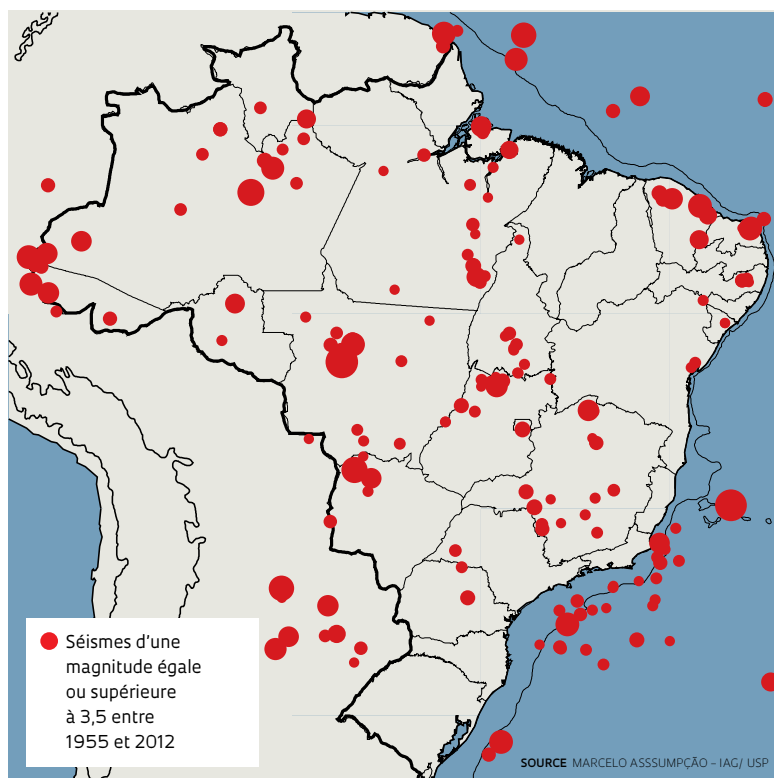 Séismes d'une
magnitude égale
ou supérieure
à 3,5 entre
1955 et 2012
SOURCE MARCELO ASSSUMPÇÃO – IAG/ USP